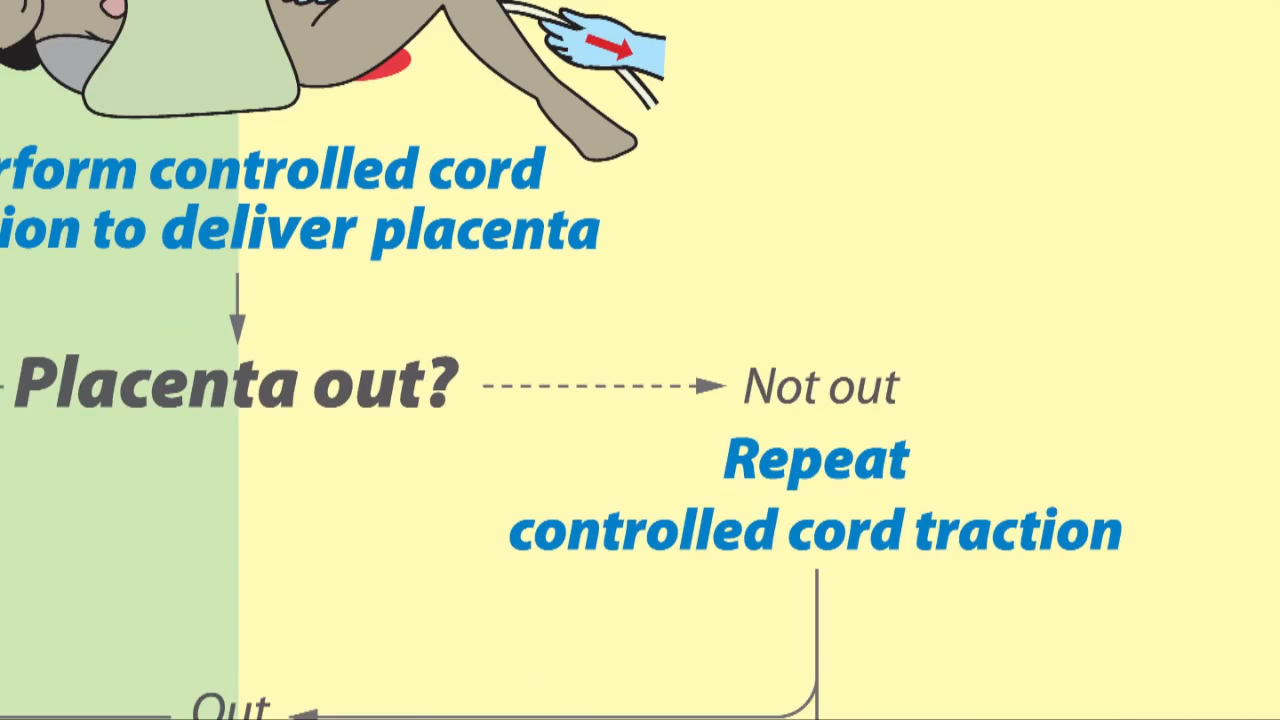 rform controlled cord
ion to deliver placenta
Placenta out?
Not out
Repeat
controlled cord traction
Out